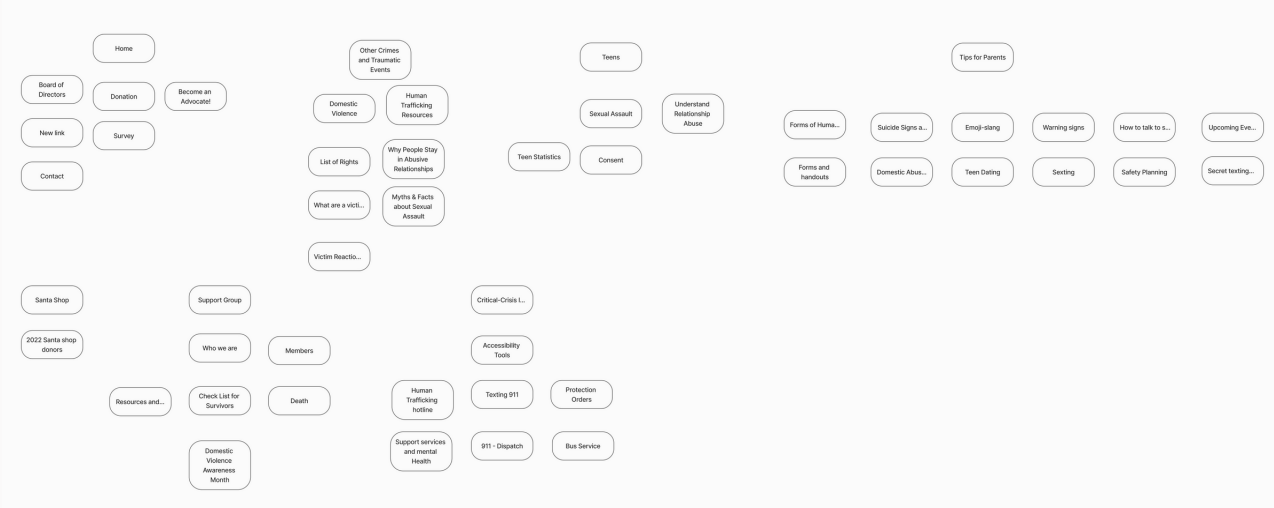 Home
Board of
Directors
Donation
Become an
Advocate!
New link
Survey
Contact
Other Crimes
and Traumatic
Events
Domestic
Violence
Human
Trafficking
Resources
List of Rights
Why People Stay
in Abusive
Relationships
What are a victi...
Myths & Facts
about Sexual
Assault
Victim Reactio...
Teens
Sexual Assault
Understand
Relationship
Abuse
Teen Statistics
Consent
Tips for Parents
Forms of Huma...
Suicide Signs a...
Emoji-slang
Warning signs
How to talk to s...
Upcoming Eve...
Forms and
handouts
Domestic Abus...
Teen Dating
Sexting
Safety Planning
Secret texting...
Santa Shop
2022 Santa shop
donors
Support Group
Who we are
Members
Resources and...
Check List for
Survivors
Death
Domestic
Violence
Awareness
Month
Critical-Crisis I...
Accessibility
Tools
Human
Trafficking
hotline
Texting 911
Protection
Orders
Support services
and mental
Health
911 - Dispatch
Bus Service